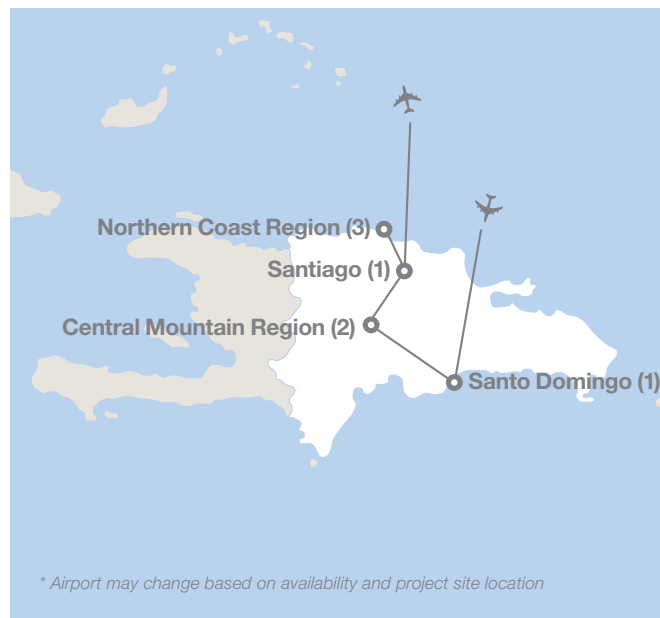 Northern Coast Region (3)
Santiago (1)
Central Mountain Region (2)
Santo Domingo (1)
* Airport may change based on availability and project site location